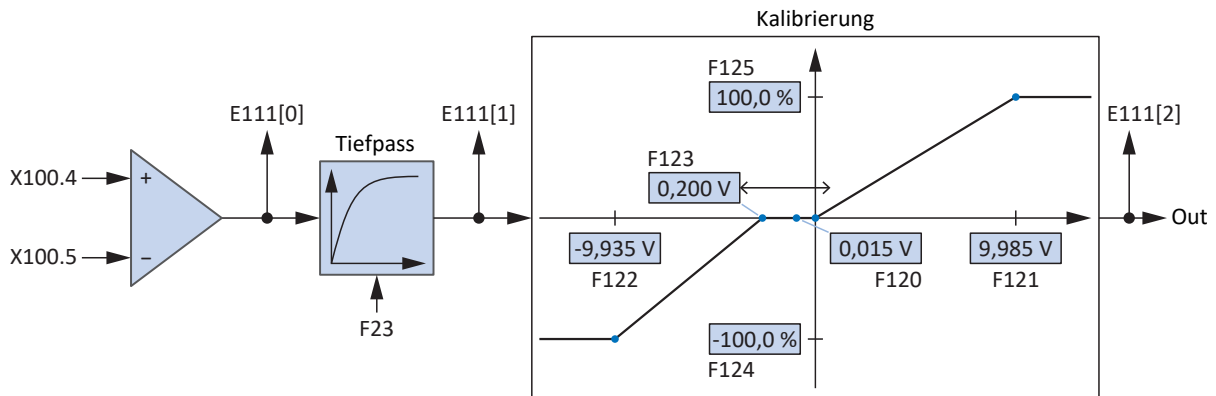 Kalibrierung
F125
100,0 %
E111[0]
E111[1]
E111[2]
Tiefpass
F123
0,200 V
X100.4
+
X100.5
−
Out
-9,935 V
0,015 V
9,985 V
F122
F120
F121
F23
-100,0 %
F124